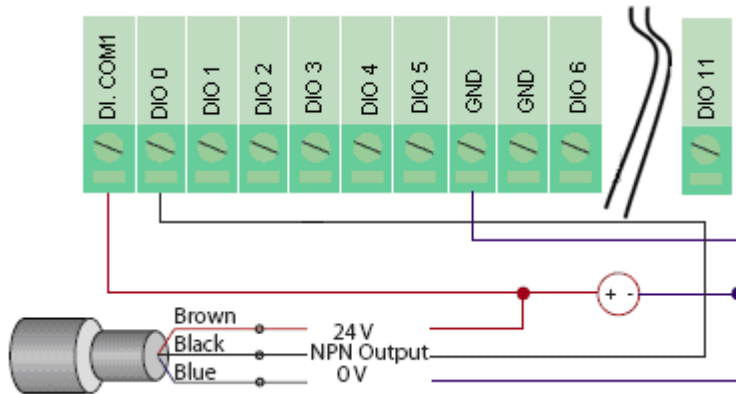 DI. COM1
DIO 0
DIO 1
DIO 2
DIO 3
DIO 4
DIO 5
GND
GND
DIO 6
DIO 11
+ -
Brown 24 V
Black NPN Output
Blue 0 V